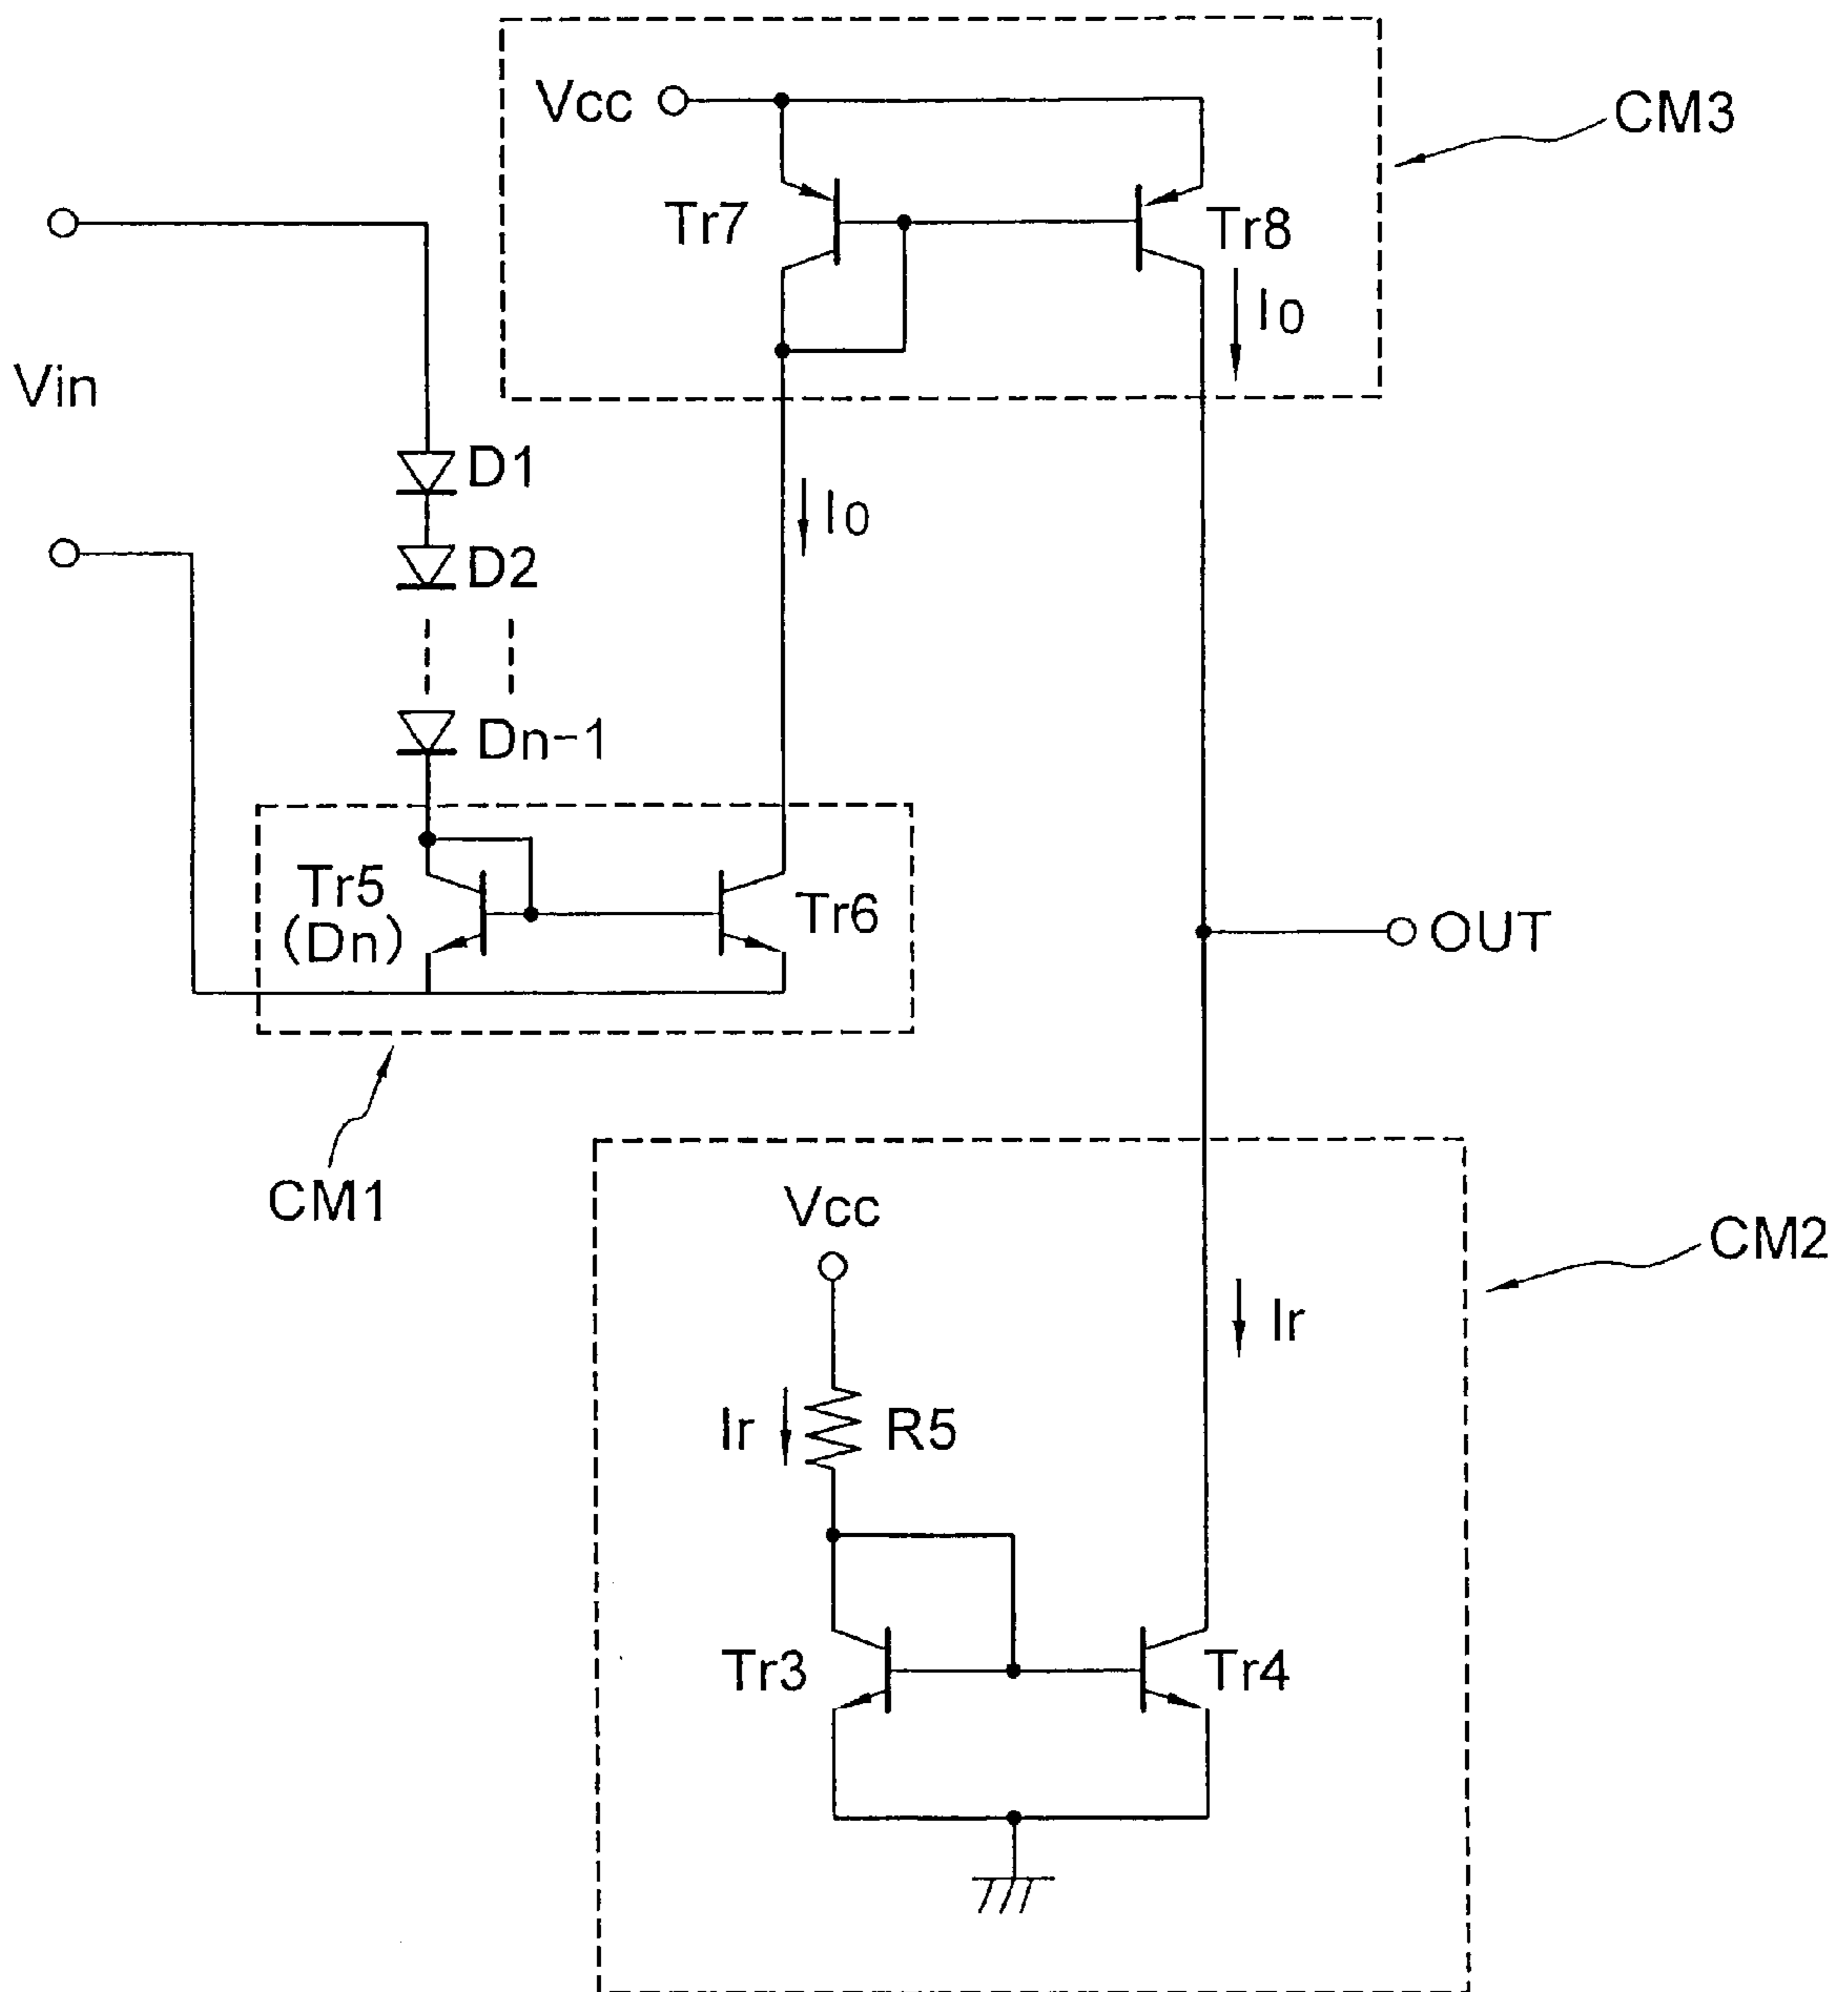 Vcc
CM3
Tr7
Tr8
I0
Vin
D1
I0
D2
Dn-1
Tr5
(Dn)
Tr6
OUT
CM1
Vcc
CM2
Ir
Ir
R5
Tr3
Tr4